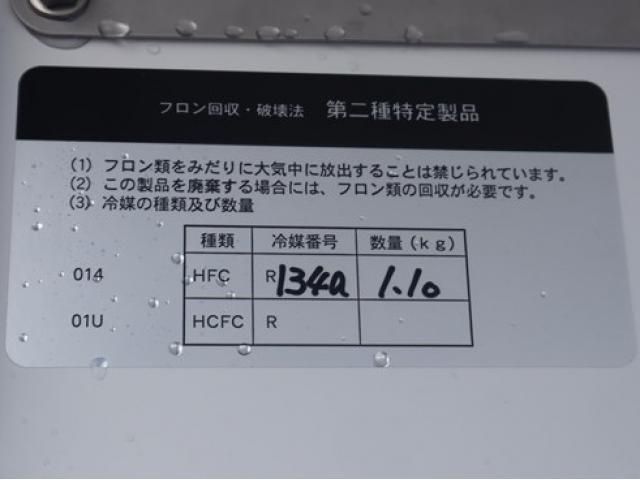 フロン回収・破壊法 第二種特定製品
(1) フロン類をみだりに大気中に放出することは禁じられています。
(2) この製品を廃棄する場合には、フロン類の回収が必要です。
(3) 冷媒の種類及び数量
種類 冷媒番号 数量(kg)
014 HFC R134a 1.10
01U HCFC R